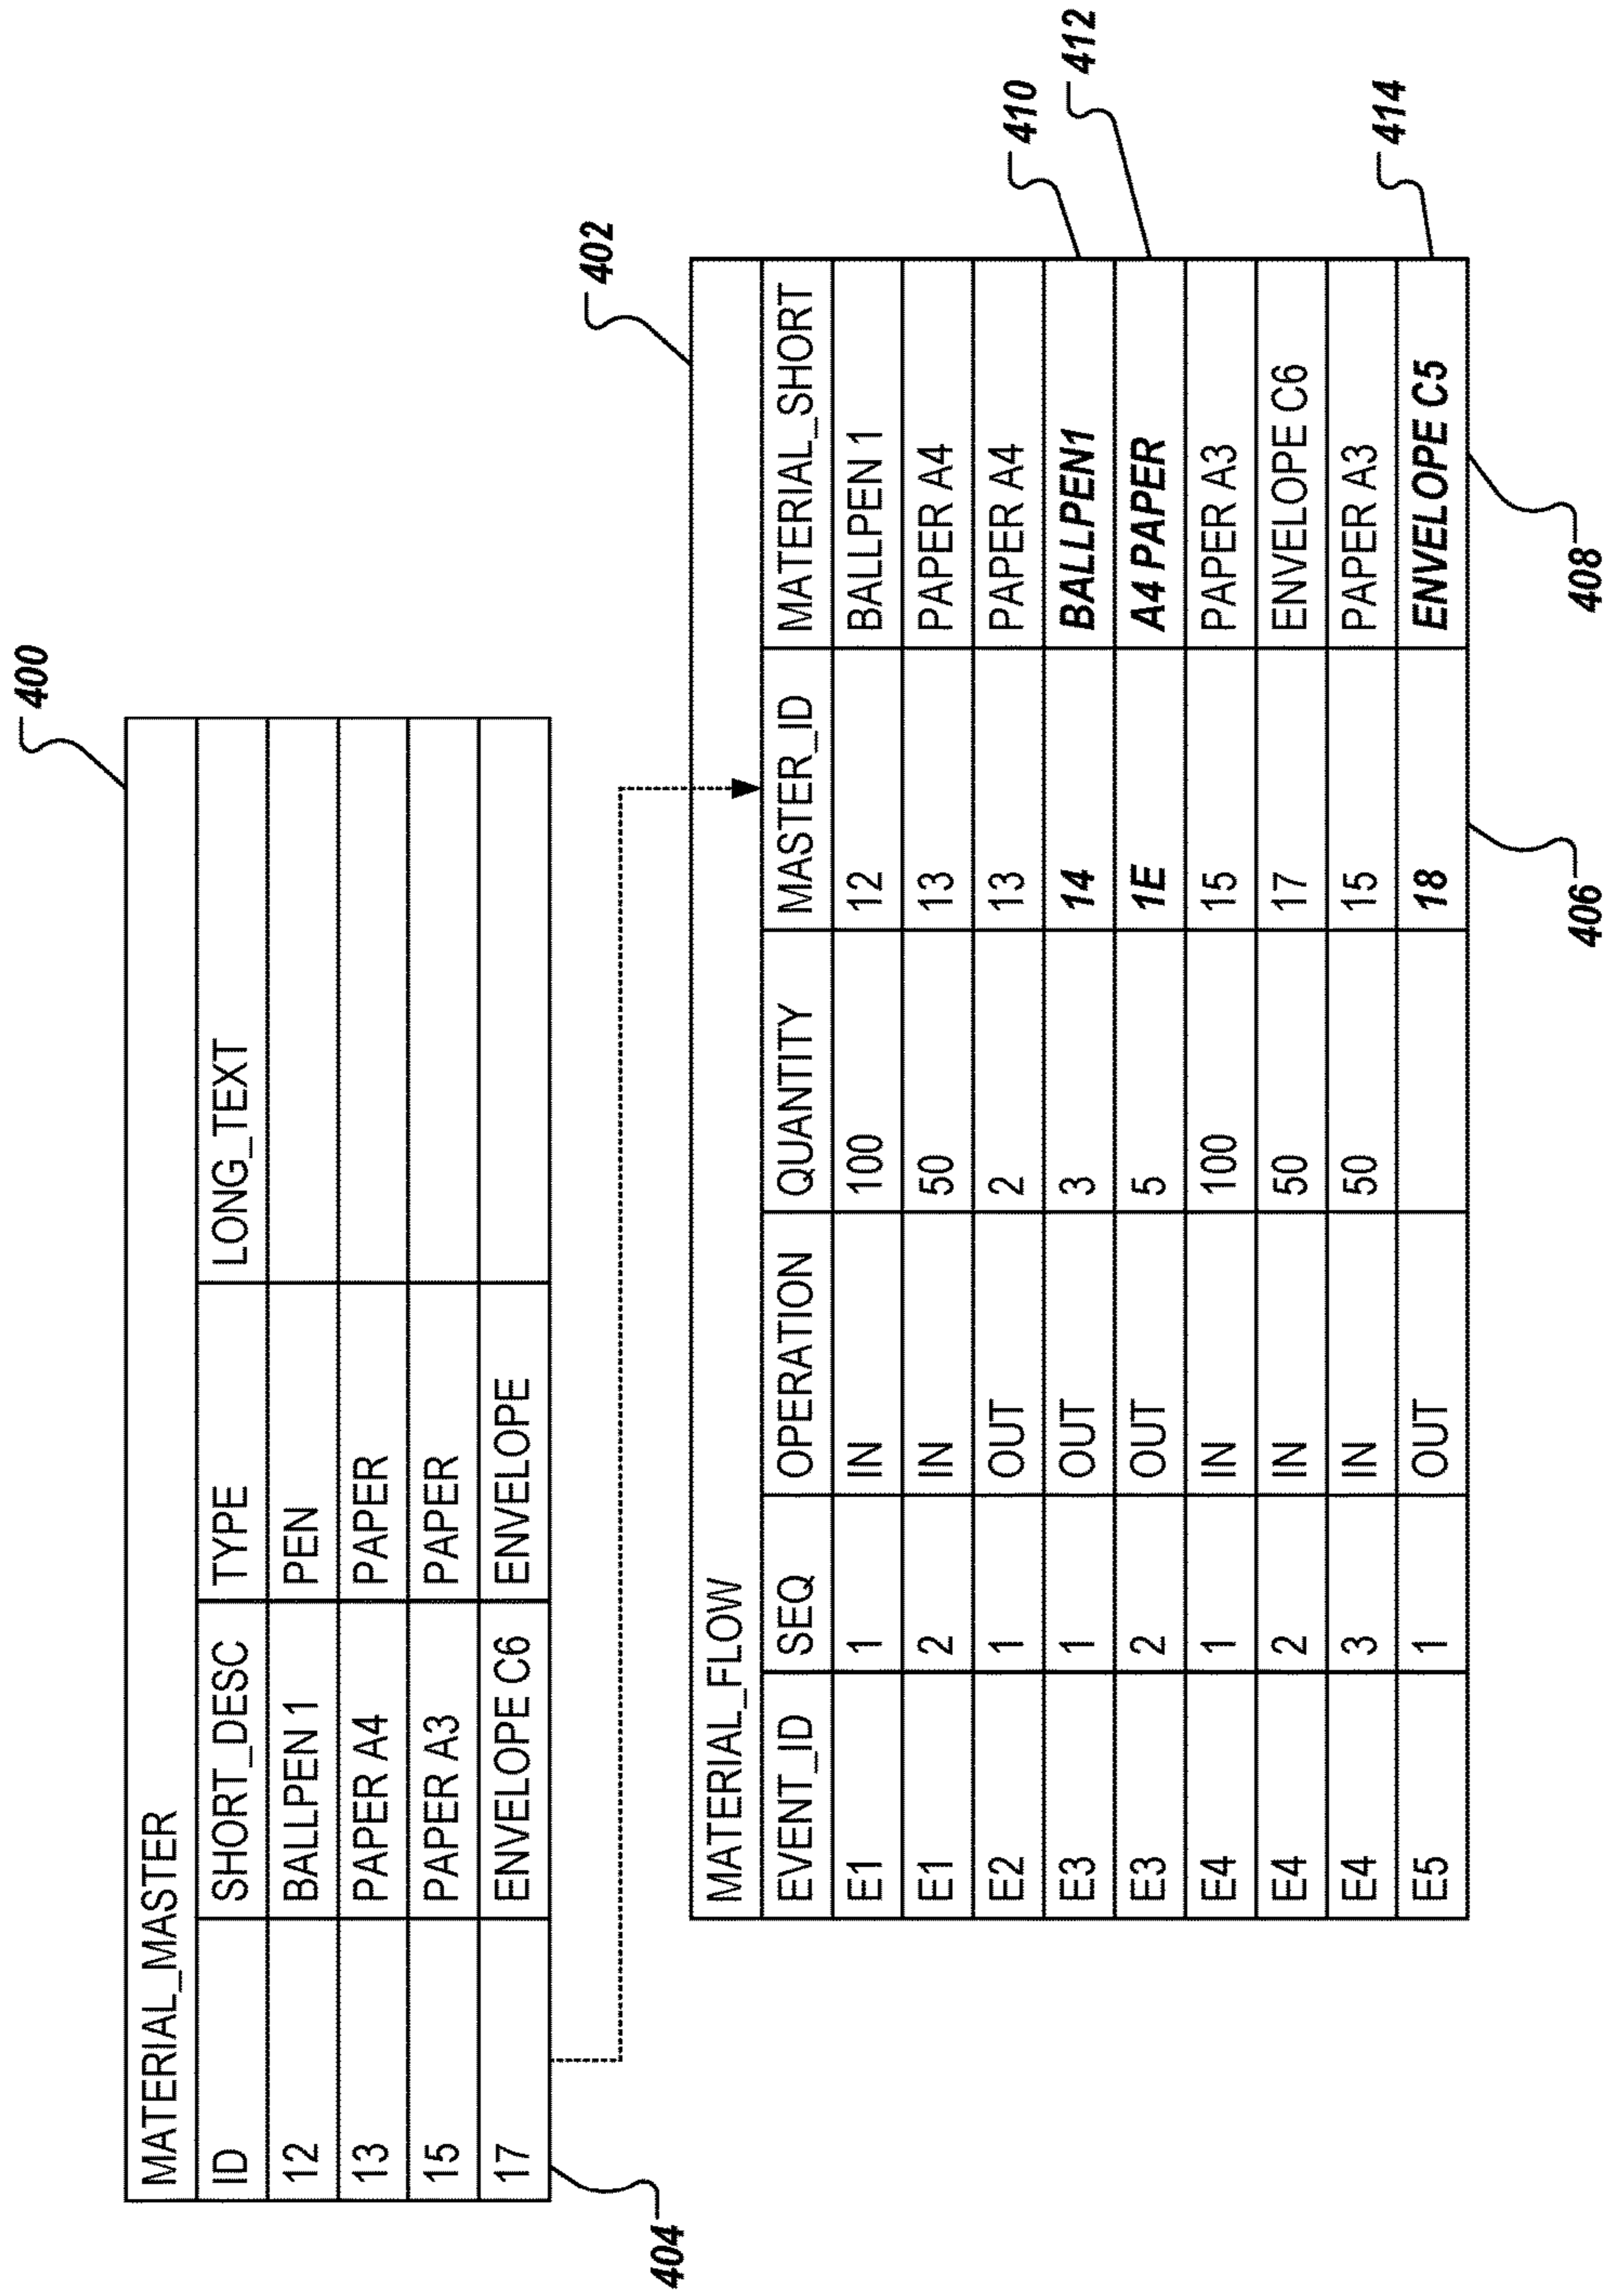 400
MATERIAL_MASTER
ID SHORT_DESC TYPE LONG_TEXT
12 BALLPEN 1 PEN
13 PAPER A4 PAPER
15 PAPER A3 PAPER
17 ENVELOPE C6 ENVELOPE
404
402
MATERIAL_FLOW
EVENT_ID SEQ OPERATION QUANTITY MASTER_ID MATERIAL_SHORT
E1 1 IN 100 12 BALLPEN 1
E1 2 IN 50 13 PAPER A4
E2 1 OUT 2 13 PAPER A4
E3 1 OUT 3 14 BALLPEN1 410
E3 2 OUT 5 1E A4 PAPER 412
E4 1 IN 100 15 PAPER A3
E4 2 IN 50 17 ENVELOPE C6
E4 3 IN 50 15 PAPER A3
E5 1 OUT 18 ENVELOPE C5 414
406 408